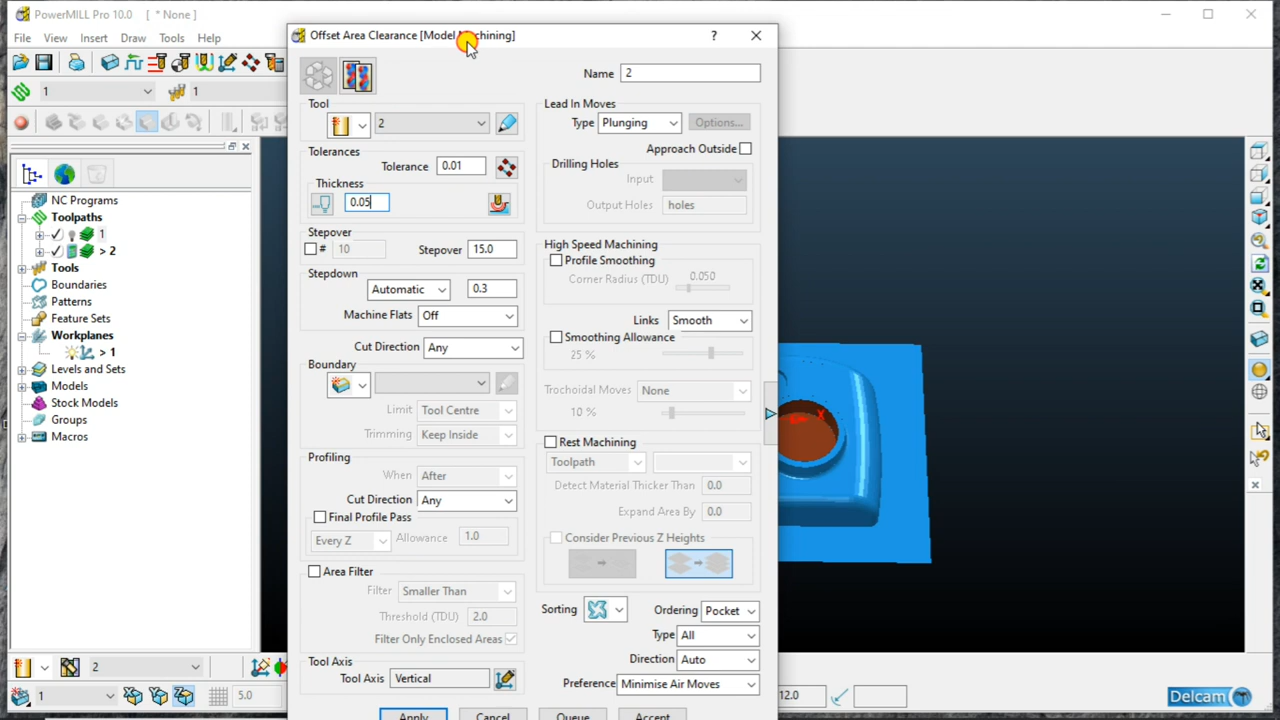 PowerMILL Pro 10.0    [ * None ]
File View Insert Draw Tools Help
1
1
NC Programs
Toolpaths
1
> 2
Tools
Boundaries
Patterns
Feature Sets
Workplanes
> 1
Levels and Sets
Models
Stock Models
Groups
Macros
Offset Area Clearance [Model Machining]
?
Name 2
Tool
2
Tolerances
Tolerance 0.01
Thickness
0.05
Stepover
# 10 Stepover 15.0
Stepdown
Automatic 0.3
Machine Flats Off
Cut Direction Any
Boundary
Limit Tool Centre
Trimming Keep Inside
Profiling
When After
Cut Direction Any
Final Profile Pass
Every Z Allowance 1.0
Area Filter
Filter Smaller Than
Threshold (TDU) 2.0
Filter Only Enclosed Areas
Tool Axis
Tool Axis Vertical
Lead In Moves
Type Plunging Options...
Approach Outside
Drilling Holes
Input
Output Holes holes
High Speed Machining
Profile Smoothing
Corner Radius (TDU) 0.050
Links Smooth
Smoothing Allowance
25 %
Trochoidal Moves None
10 %
Rest Machining
Toolpath
Detect Material Thicker Than 0.0
Expand Area By 0.0
Consider Previous Z Heights
Sorting Ordering Pocket
Type All
Direction Auto
Preference Minimise Air Moves
Apply Cancel Queue Accept
X
2
1 5.0 12.0
Delcam